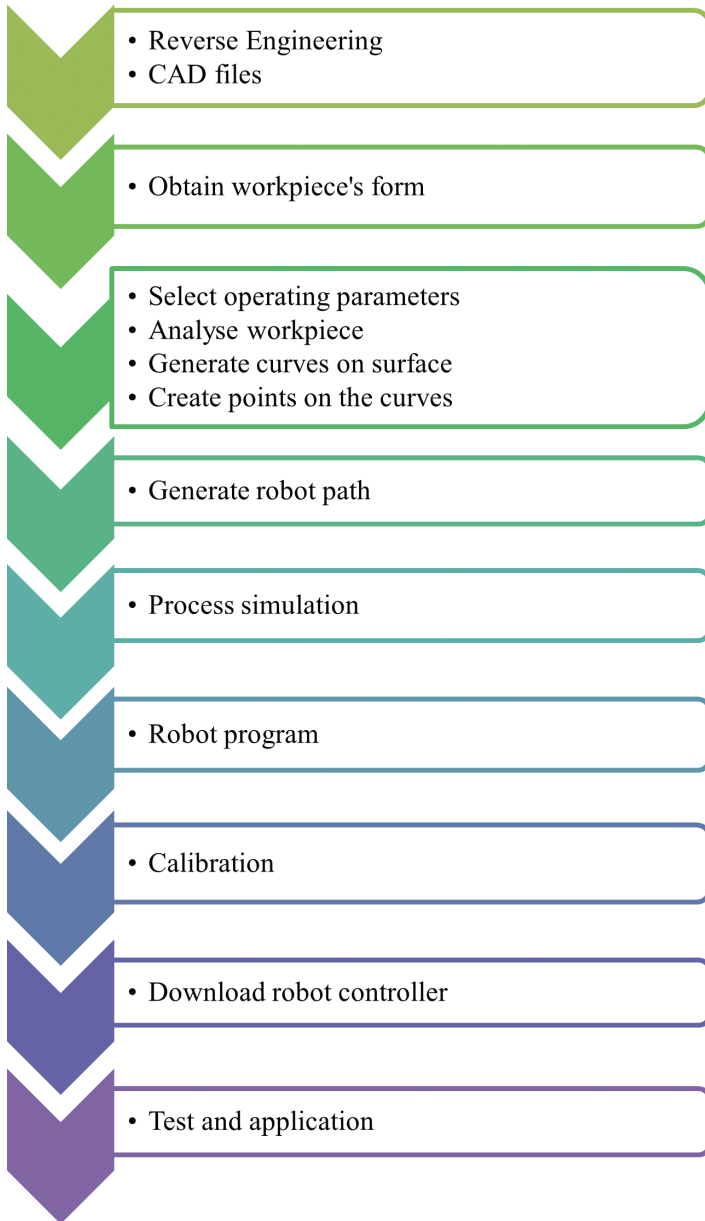 • Reverse Engineering
• CAD files
• Obtain workpiece's form
• Select operating parameters
• Analyse workpiece
• Generate curves on surface
• Create points on the curves
• Generate robot path
• Process simulation
• Robot program
• Calibration
• Download robot controller
• Test and application